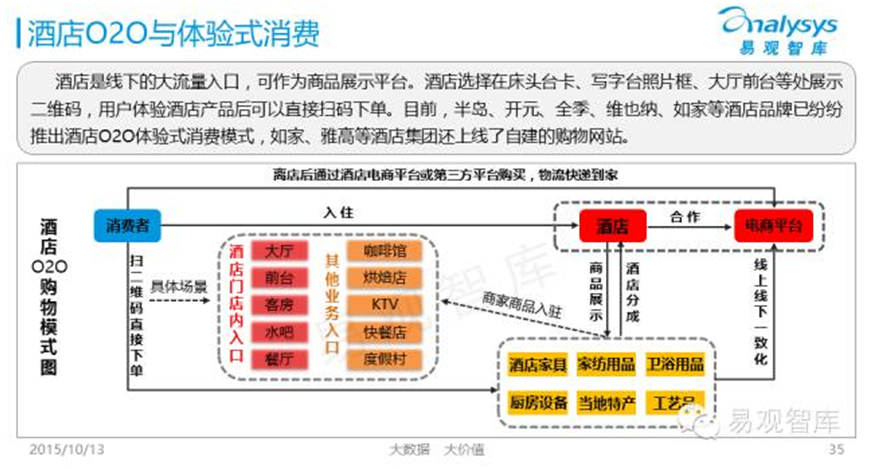 酒店O2O与体验式消费
analysys
易观智库
酒店是线下的大流量入口，可作为商品展示平台。酒店选择在床头台卡、写字台照片框、大厅前台等处展示
二维码，用户体验酒店产品后可以直接扫码下单。目前，半岛、开元、全季、维也纳、如家等酒店品牌已纷纷
推出酒店O2O体验式消费模式，如家、雅高等酒店集团还上线了自建的购物网站。
离店后通过酒店电商平台或第三方平台购买，物流快递到家
酒店O2O购物模式图
消费者
入住
酒店
合作
电商平台
扫二维码直接下单
具体场景
酒店门店内入口
大厅
前台
客房
水吧
餐厅
其他业务入口
咖啡馆
烘焙店
KTV
快餐店
度假村
商家商品入驻
商品展示
酒店分成
线上线下一致化
酒店家具
家纺用品
卫浴用品
厨房设备
当地特产
工艺品
易观智库
易观智库
2015/10/13
大数据 大价值
35